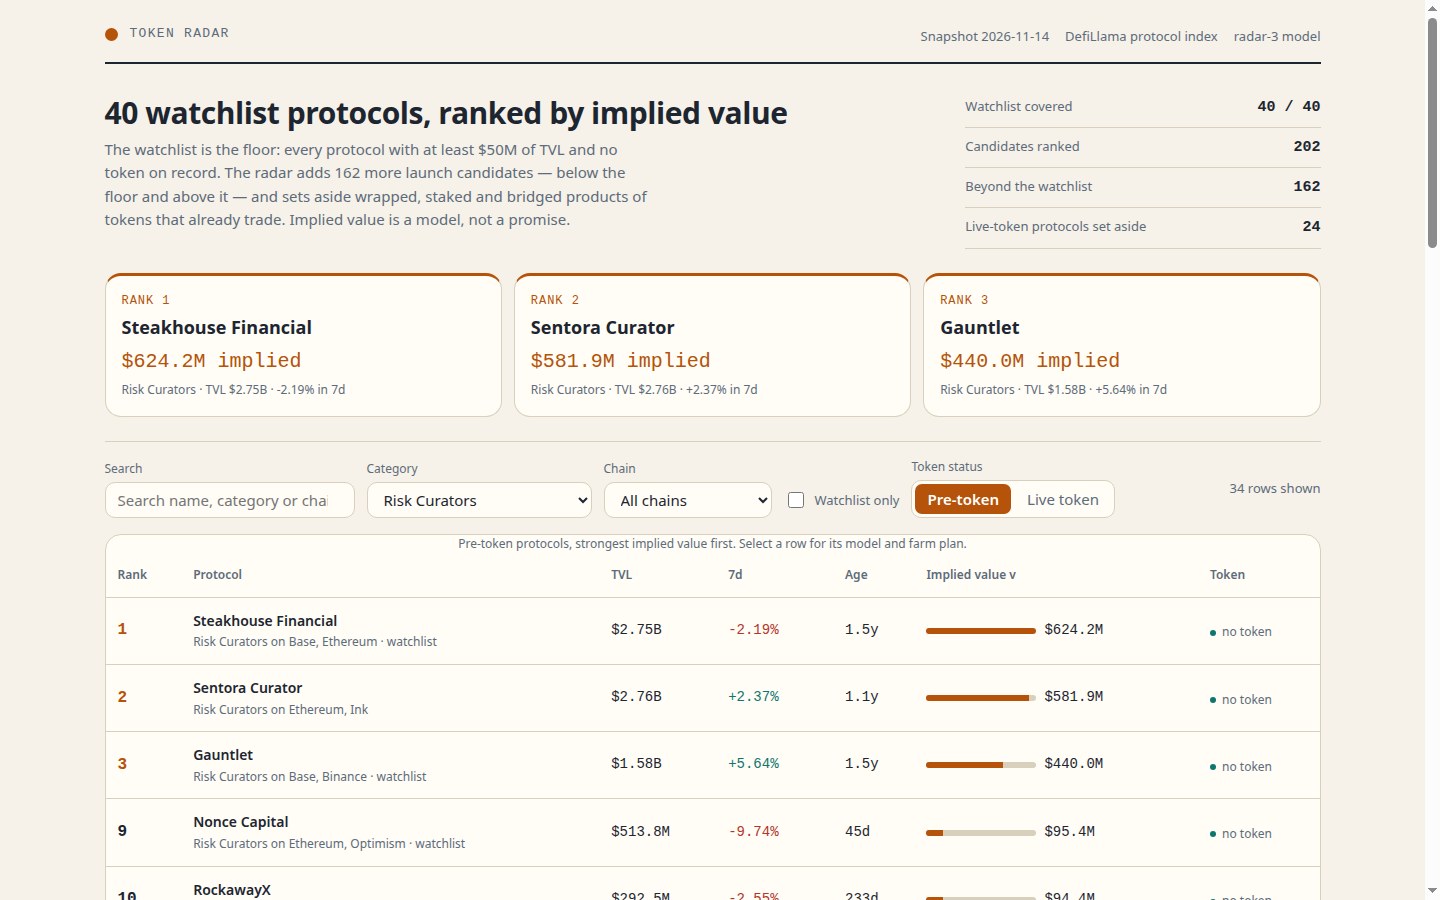 TOKEN RADAR
Snapshot 2026-11-14 DefiLlama protocol index radar-3 model
40 watchlist protocols, ranked by implied value
The watchlist is the floor: every protocol with at least $50M of TVL and no
token on record. The radar adds 162 more launch candidates — below the
floor and above it — and sets aside wrapped, staked and bridged products of
tokens that already trade. Implied value is a model, not a promise.
Watchlist covered 40 / 40
Candidates ranked 202
Beyond the watchlist 162
Live-token protocols set aside 24
RANK 1
Steakhouse Financial
$624.2M implied
Risk Curators · TVL $2.75B · -2.19% in 7d
RANK 2
Sentora Curator
$581.9M implied
Risk Curators · TVL $2.76B · +2.37% in 7d
RANK 3
Gauntlet
$440.0M implied
Risk Curators · TVL $1.58B · +5.64% in 7d
Search
Search name, category or chai
Category
Risk Curators
Chain
All chains
Watchlist only
Token status
Pre-token Live token
34 rows shown
Pre-token protocols, strongest implied value first. Select a row for its model and farm plan.
Rank Protocol TVL 7d Age Implied value v Token
1 Steakhouse Financial $2.75B -2.19% 1.5y $624.2M no token
Risk Curators on Base, Ethereum · watchlist
2 Sentora Curator $2.76B +2.37% 1.1y $581.9M no token
Risk Curators on Ethereum, Ink
3 Gauntlet $1.58B +5.64% 1.5y $440.0M no token
Risk Curators on Base, Binance · watchlist
9 Nonce Capital $513.8M -9.74% 45d $95.4M no token
Risk Curators on Ethereum, Optimism · watchlist
10 RockawayX $292.5M -2.55% 233d $94.4M no token